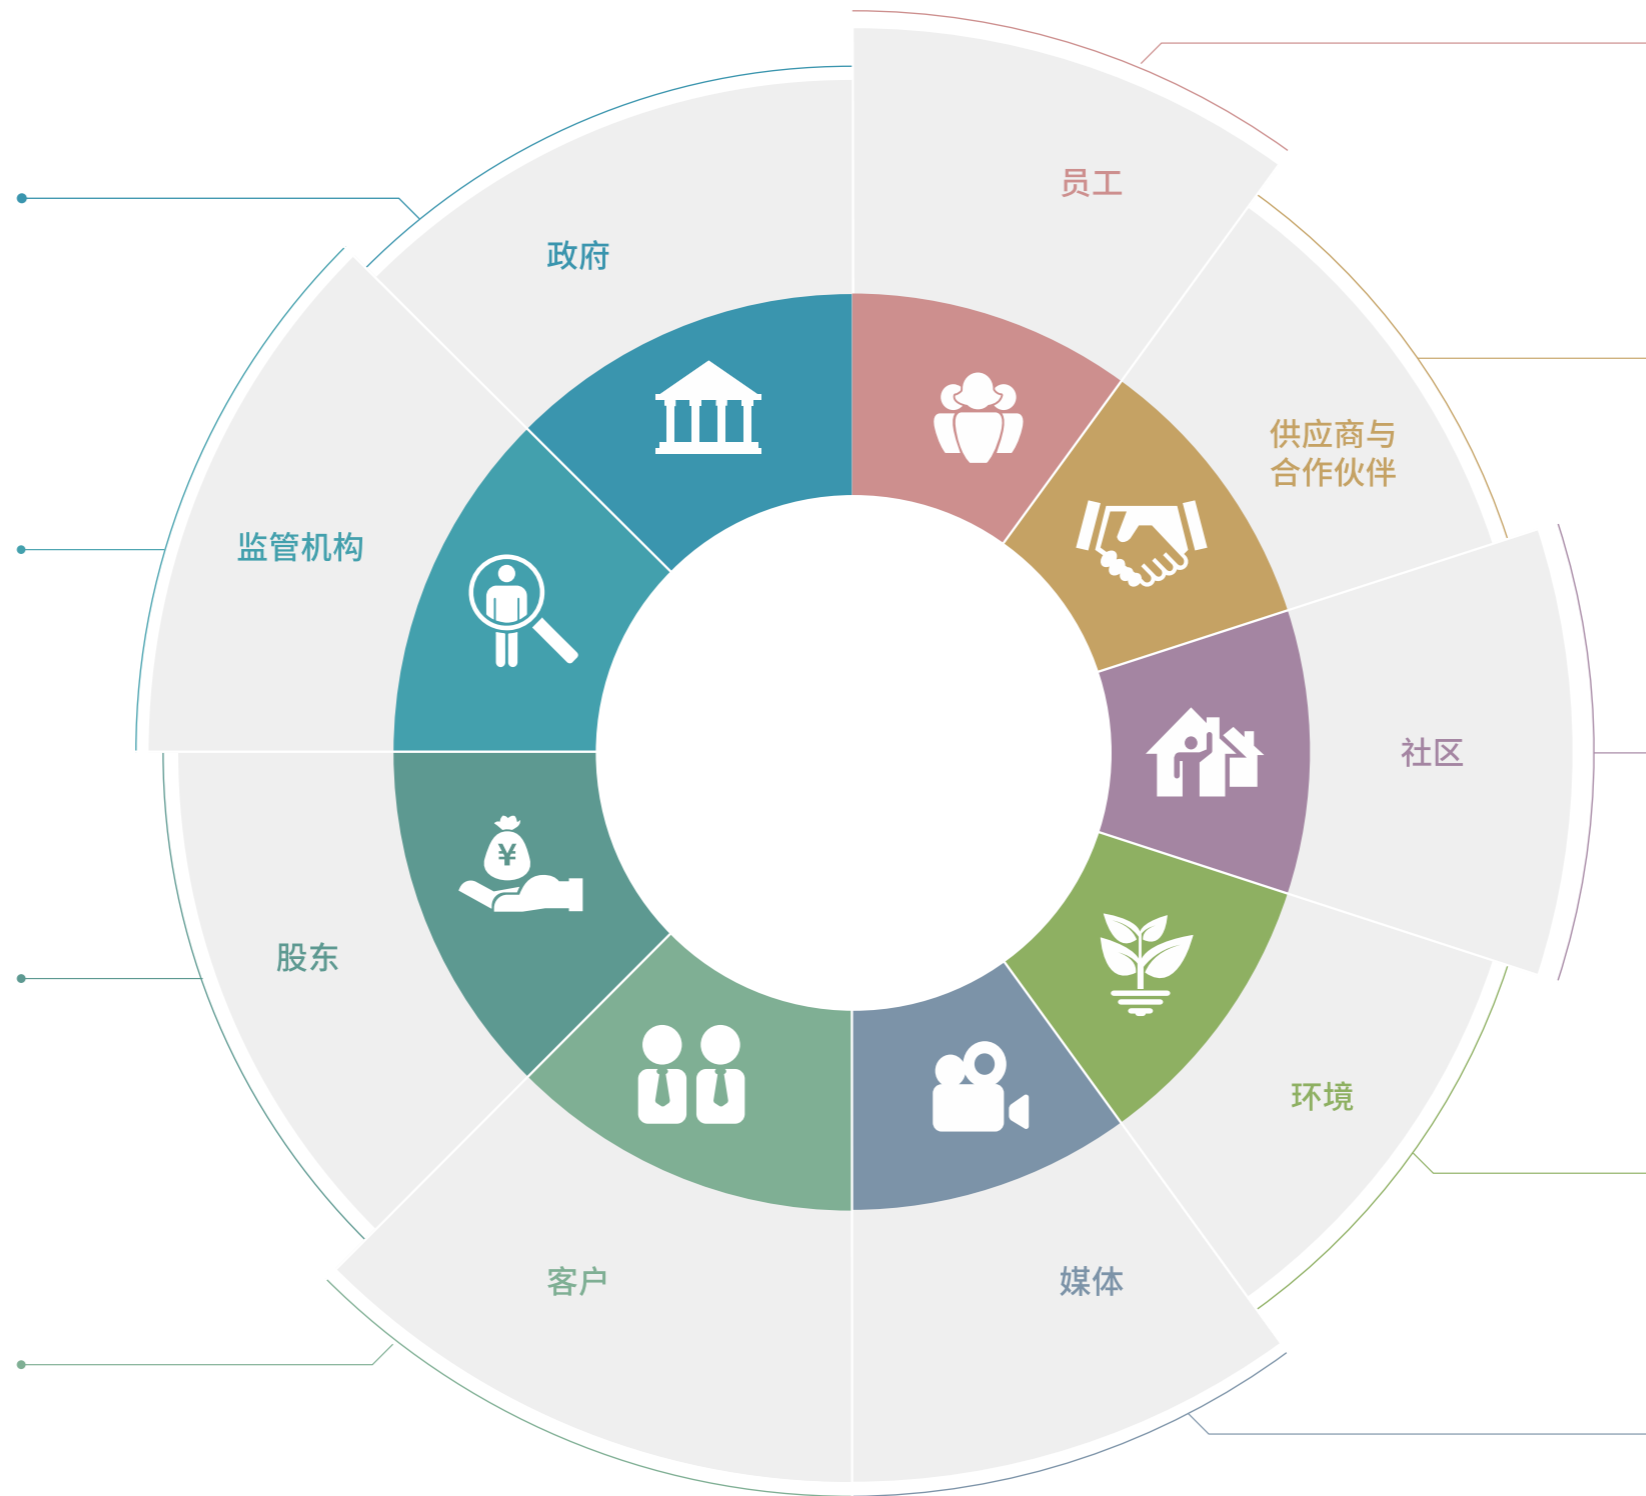 员工
政府
供应商与
合作伙伴
监管机构
社区
¥
股东
环境
客户
媒体